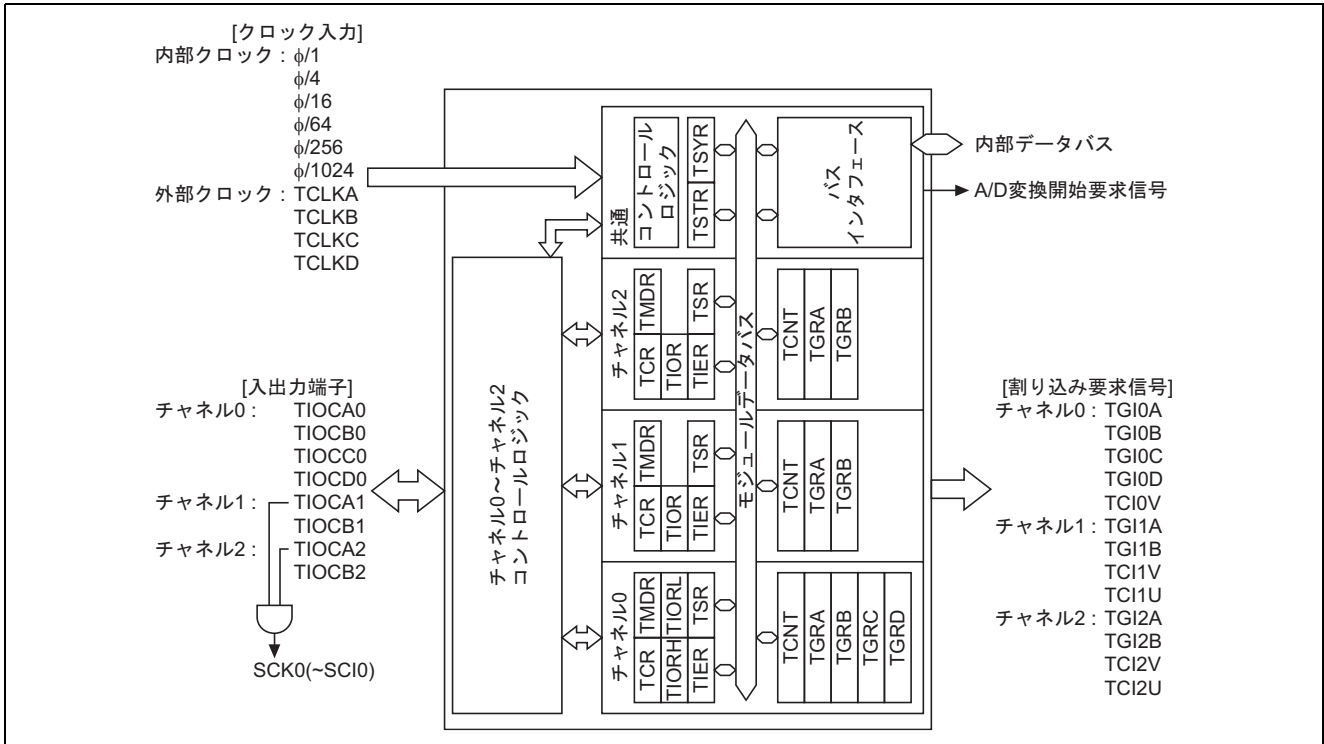 [クロック入力]
内部クロック : φ/1
φ/4
φ/16
φ/64
φ/256
φ/1024
外部クロック : TCLKA
TCLKB
TCLKC
TCLKD
[入出力端子]
チャネル0 : TIOCA0
TIOCB0
TIOCC0
TIOCD0
チャネル1 : TIOCA1
TIOCB1
チャネル2 : TIOCA2
TIOCB2
SCK0(~SCI0)
チャネル0~チャネル2
コントロールロジック
共通
コントロール
ロジック
TSTR TSYR
バス
インタフェース
チャネル2
TCR TMDR
TIOR
TIER TSR
TCNT
TGRA
TGRB
チャネル1
TCR TMDR
TIOR
TIER TSR
TCNT
TGRA
TGRB
チャネル0
TCR TMDR
TIORH TIORL
TIER TSR
TCNT
TGRA
TGRB
TGRC
TGRD
モジュールデータバス
内部データバス
A/D変換開始要求信号
[割り込み要求信号]
チャネル0 : TGI0A
TGI0B
TGI0C
TGI0D
TCI0V
チャネル1 : TGI1A
TGI1B
TCI1V
TCI1U
チャネル2 : TGI2A
TGI2B
TCI2V
TCI2U